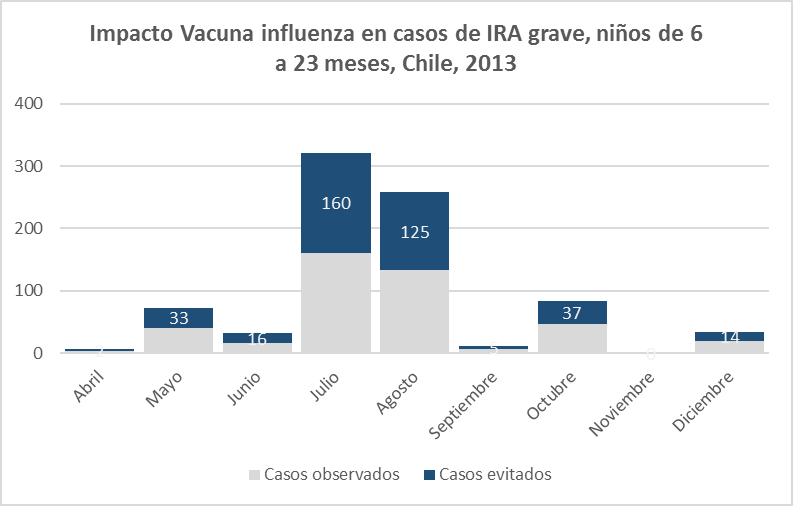 Impacto Vacuna influenza en casos de IRA grave, niños de 6
a 23 meses, Chile, 2013
400
300
200
100
0
160
125
33
16
5
37
0
14
Abril
Mayo
Junio
Julio
Agosto
Septiembre
Octubre
Noviembre
Diciembre
Casos observados
Casos evitados